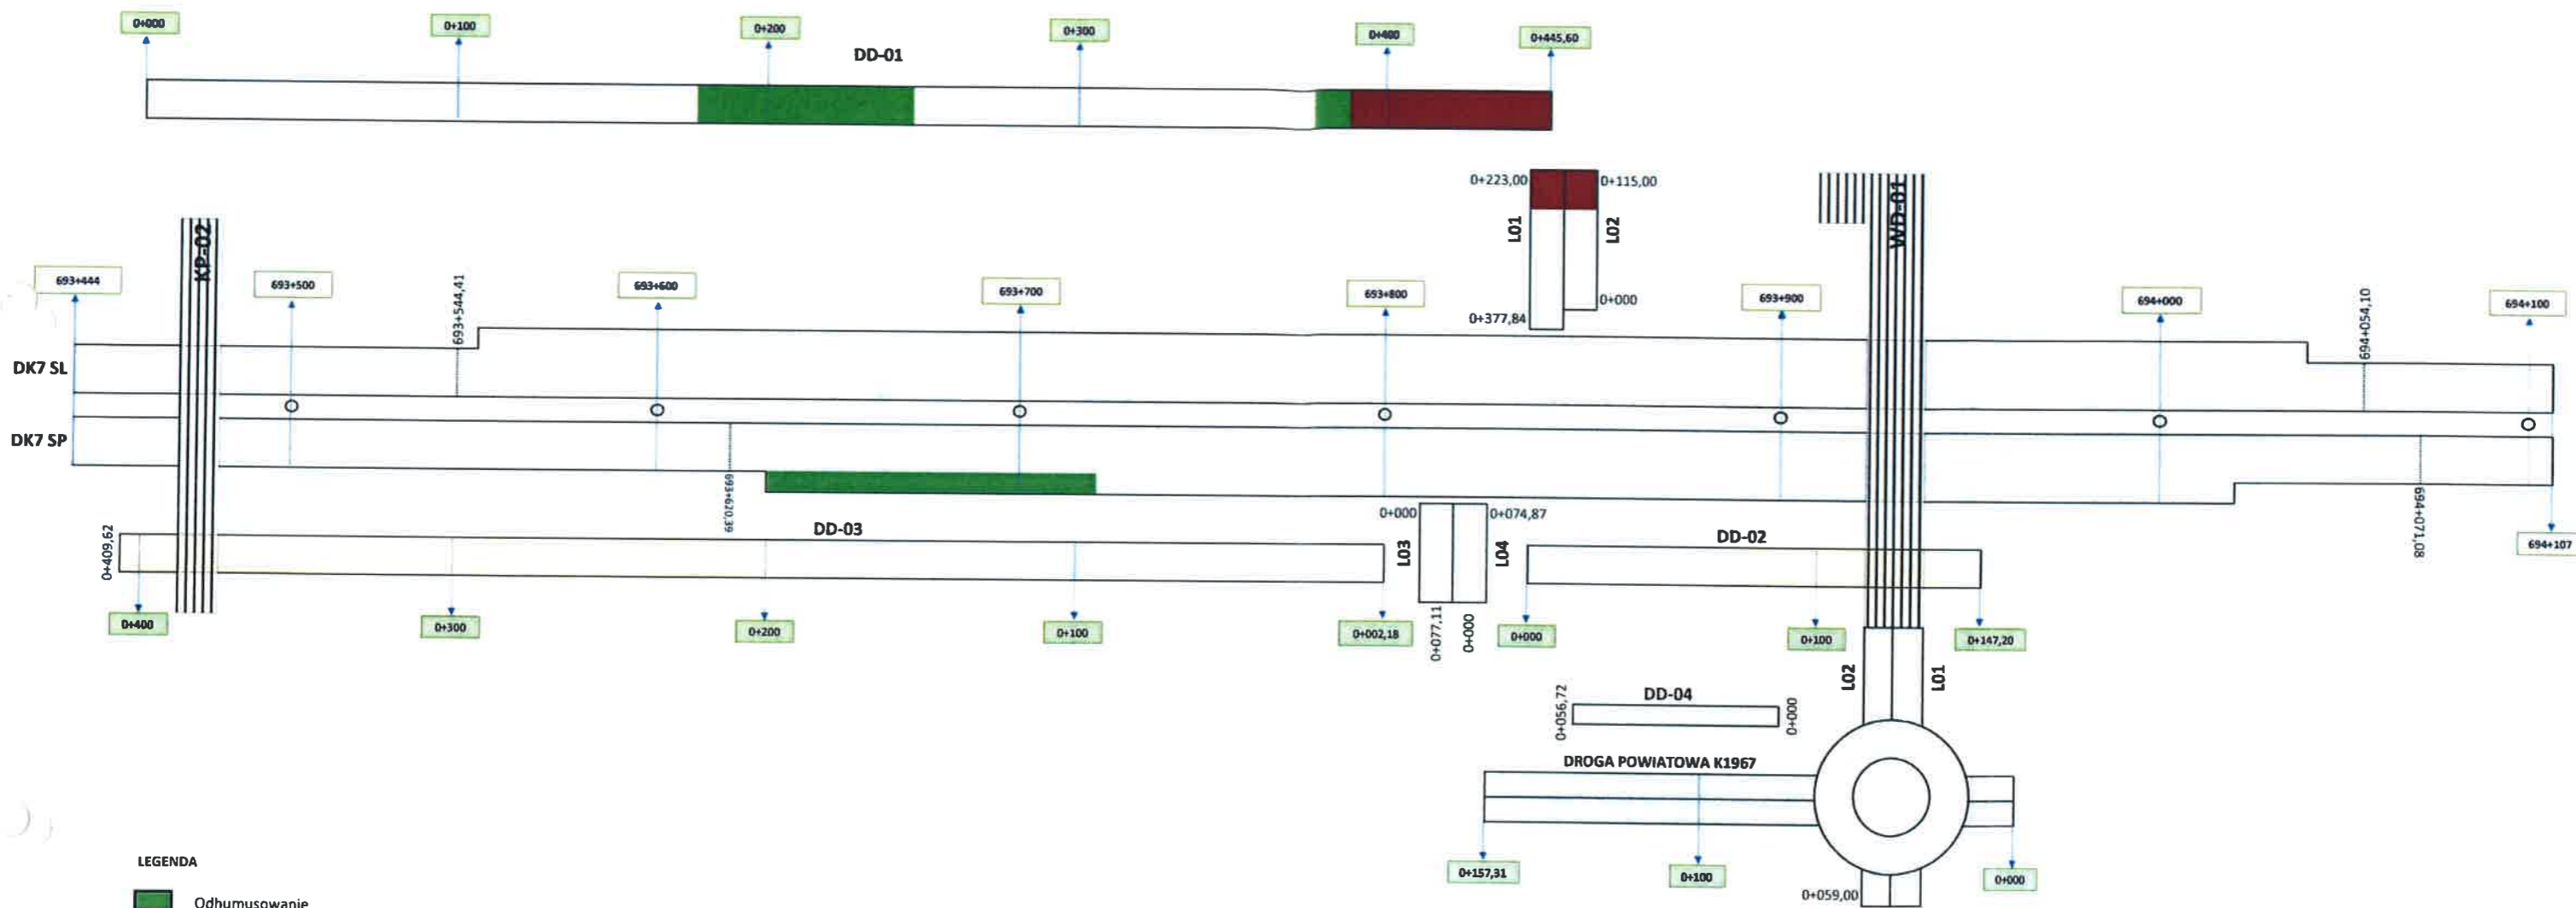 0+000
0+100
0+200
0+300
0+400
0+445,60
DD-01
0+223,00
0+115,00
L01
L02
0+000
0+377,84
KP-02
WD-01
693+444
693+500
693+544,41
693+600
693+700
693+800
693+900
694+000
694+054,10
694+100
DK7 SL
DK7 SP
693+620,39
694+071,08
694+107
0+409,62
DD-03
0+400
0+300
0+200
0+100
0+002,18
0+000
0+074,87
L03
L04
0+077,11
0+000
DD-02
0+000
0+100
0+147,20
L02
L01
0+056,72
DD-04
0+000
DROGA POWIATOWA K1967
0+157,31
0+100
0+000
0+059,00
LEGENDA
Odhumusowanie